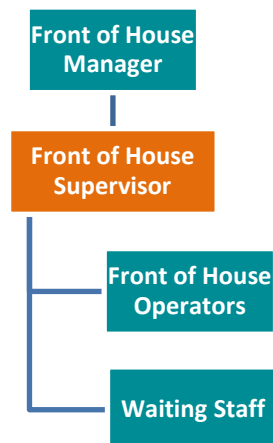 Front of House
Manager
Front of House
Supervisor
Front of House
Operators
Waiting Staff